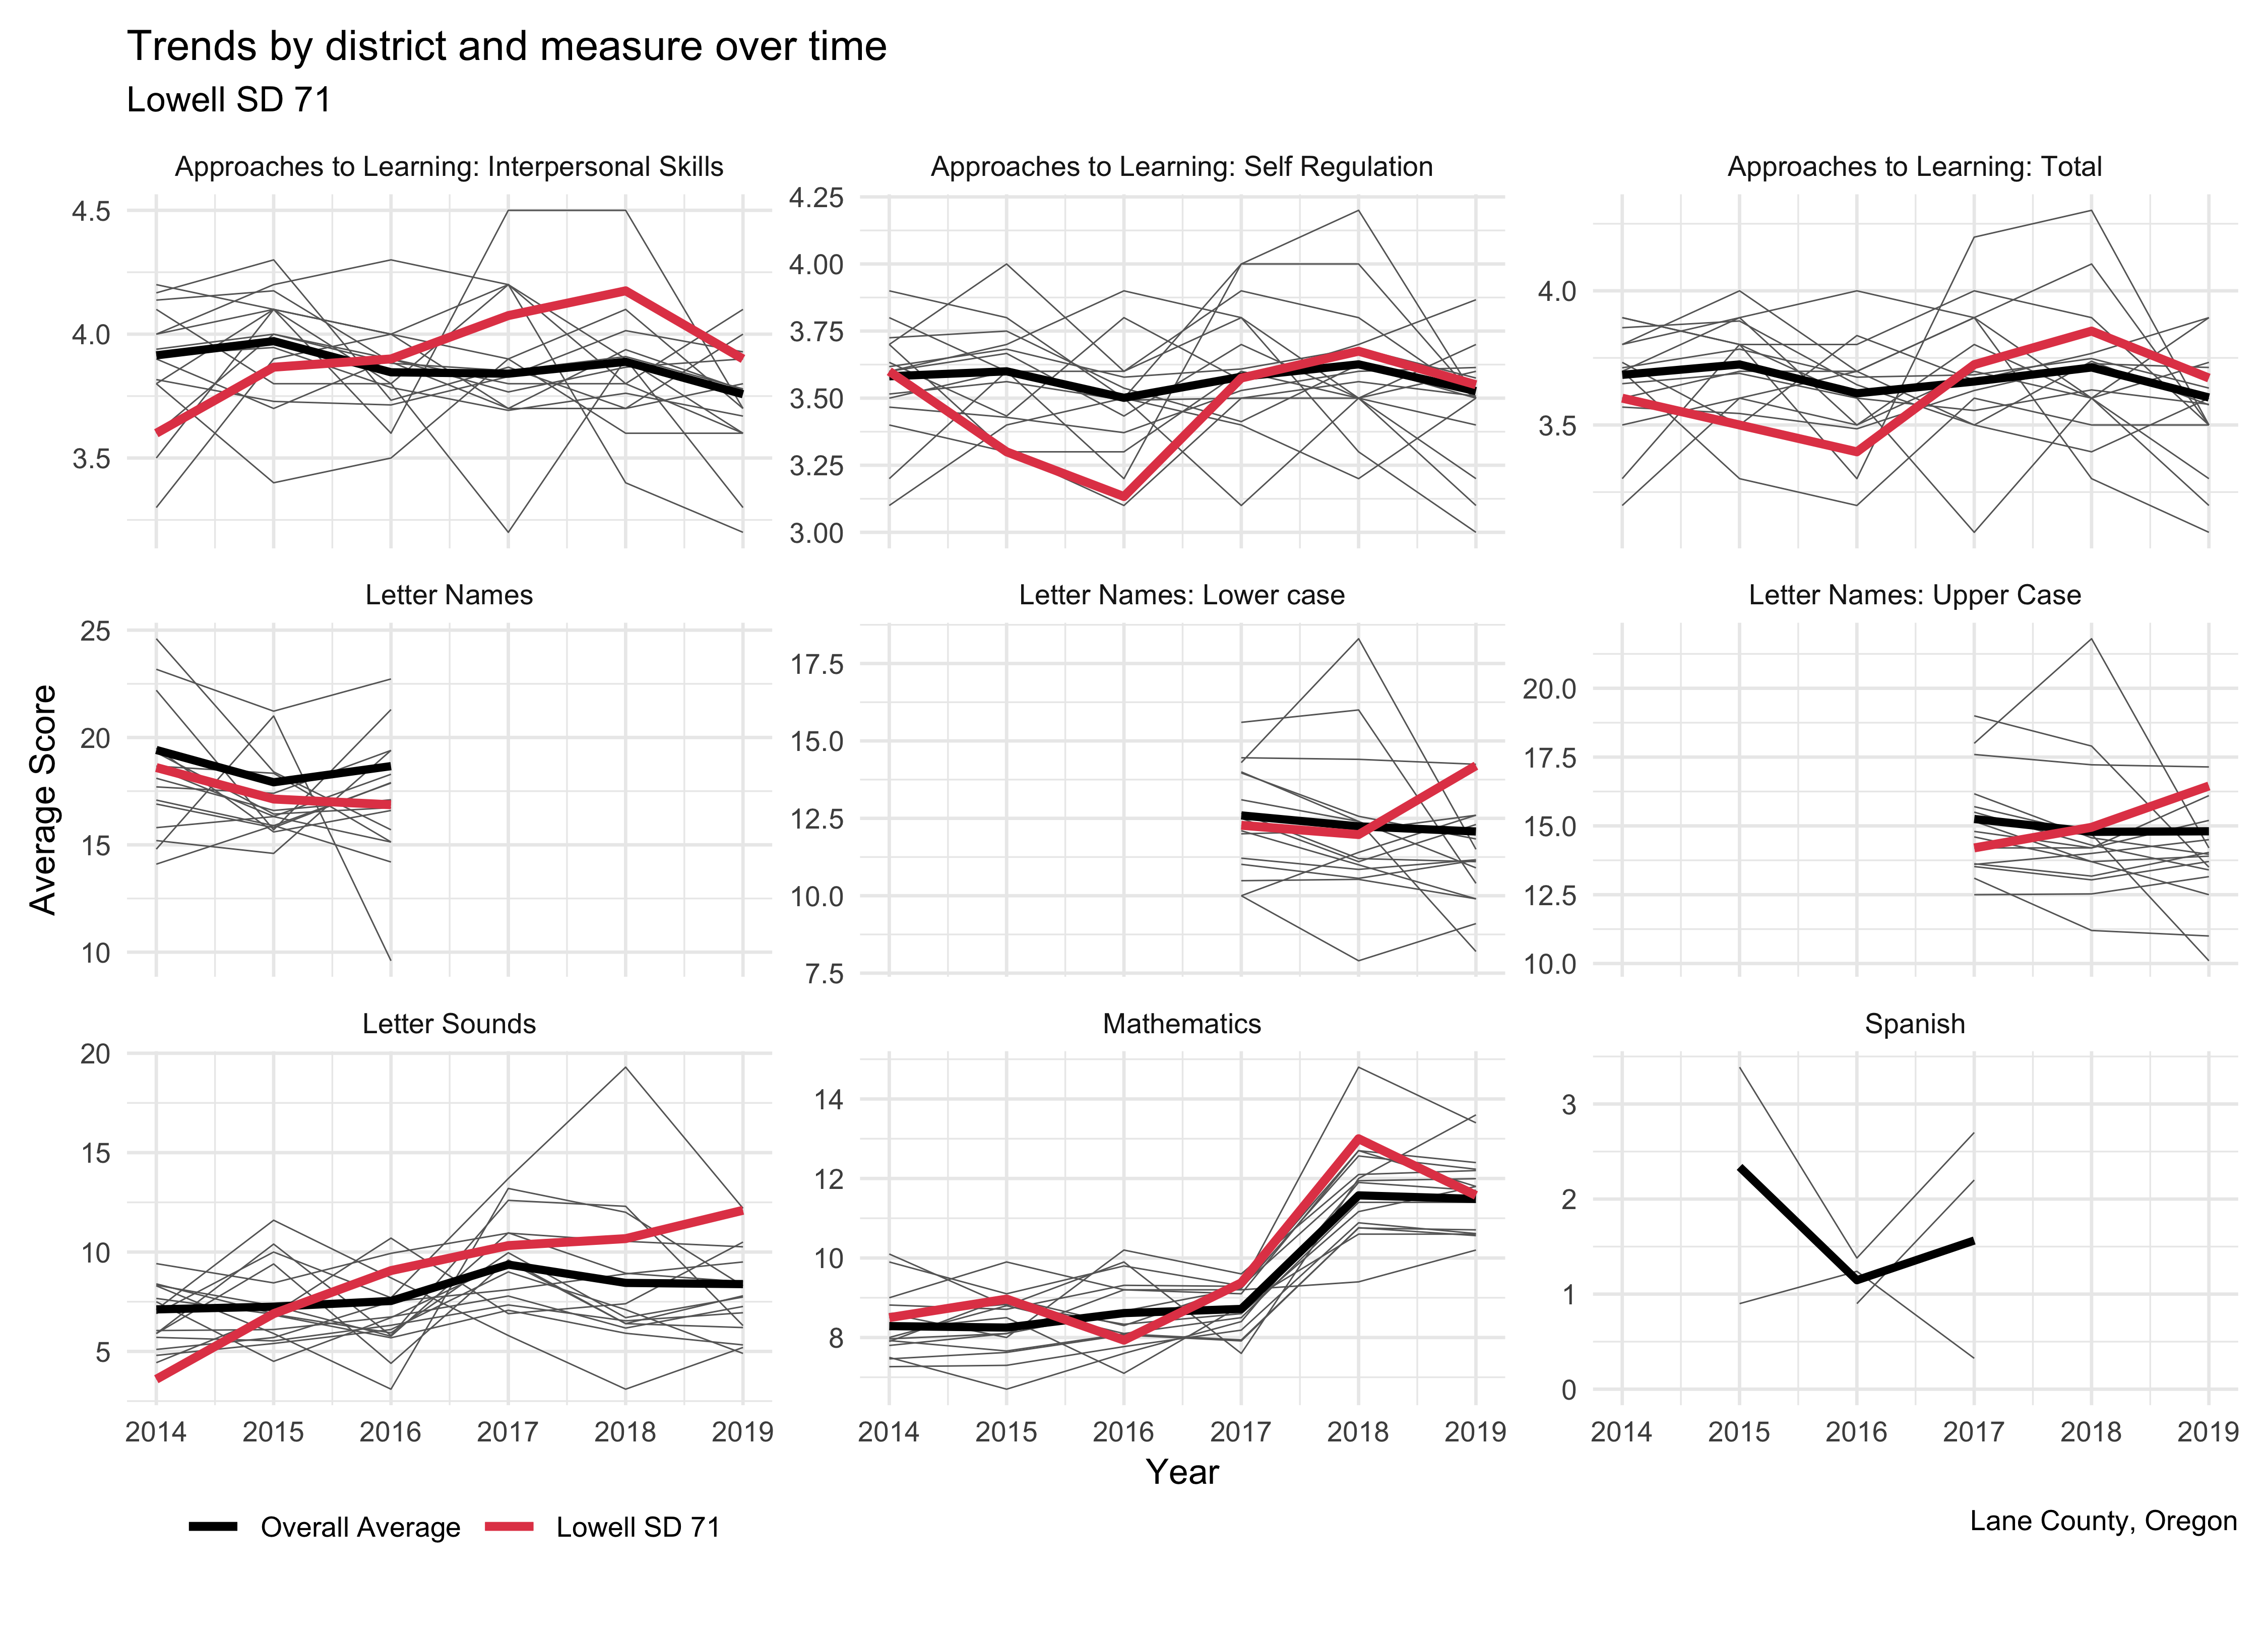 Trends by district and measure over time
Lowell SD 71
Approaches to Learning: Interpersonal Skills
Approaches to Learning: Self Regulation
Approaches to Learning: Total
4.5
4.0
3.5
4.25
4.00
3.75
3.50
3.25
3.00
4.0
3.5
Letter Names
Letter Names: Lower case
Letter Names: Upper Case
25
20
15
10
17.5
15.0
12.5
10.0
7.5
20.0
17.5
15.0
12.5
10.0
Average Score
Letter Sounds
Mathematics
Spanish
20
15
10
5
14
12
10
8
3
2
1
0
2014 2015 2016 2017 2018 2019
2014 2015 2016 2017 2018 2019
2014 2015 2016 2017 2018 2019
Year
Overall Average
Lowell SD 71
Lane County, Oregon